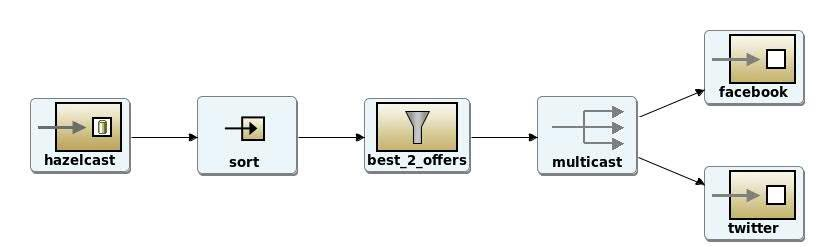 hazelcast
sort
best_2_offers
multicast
facebook
twitter